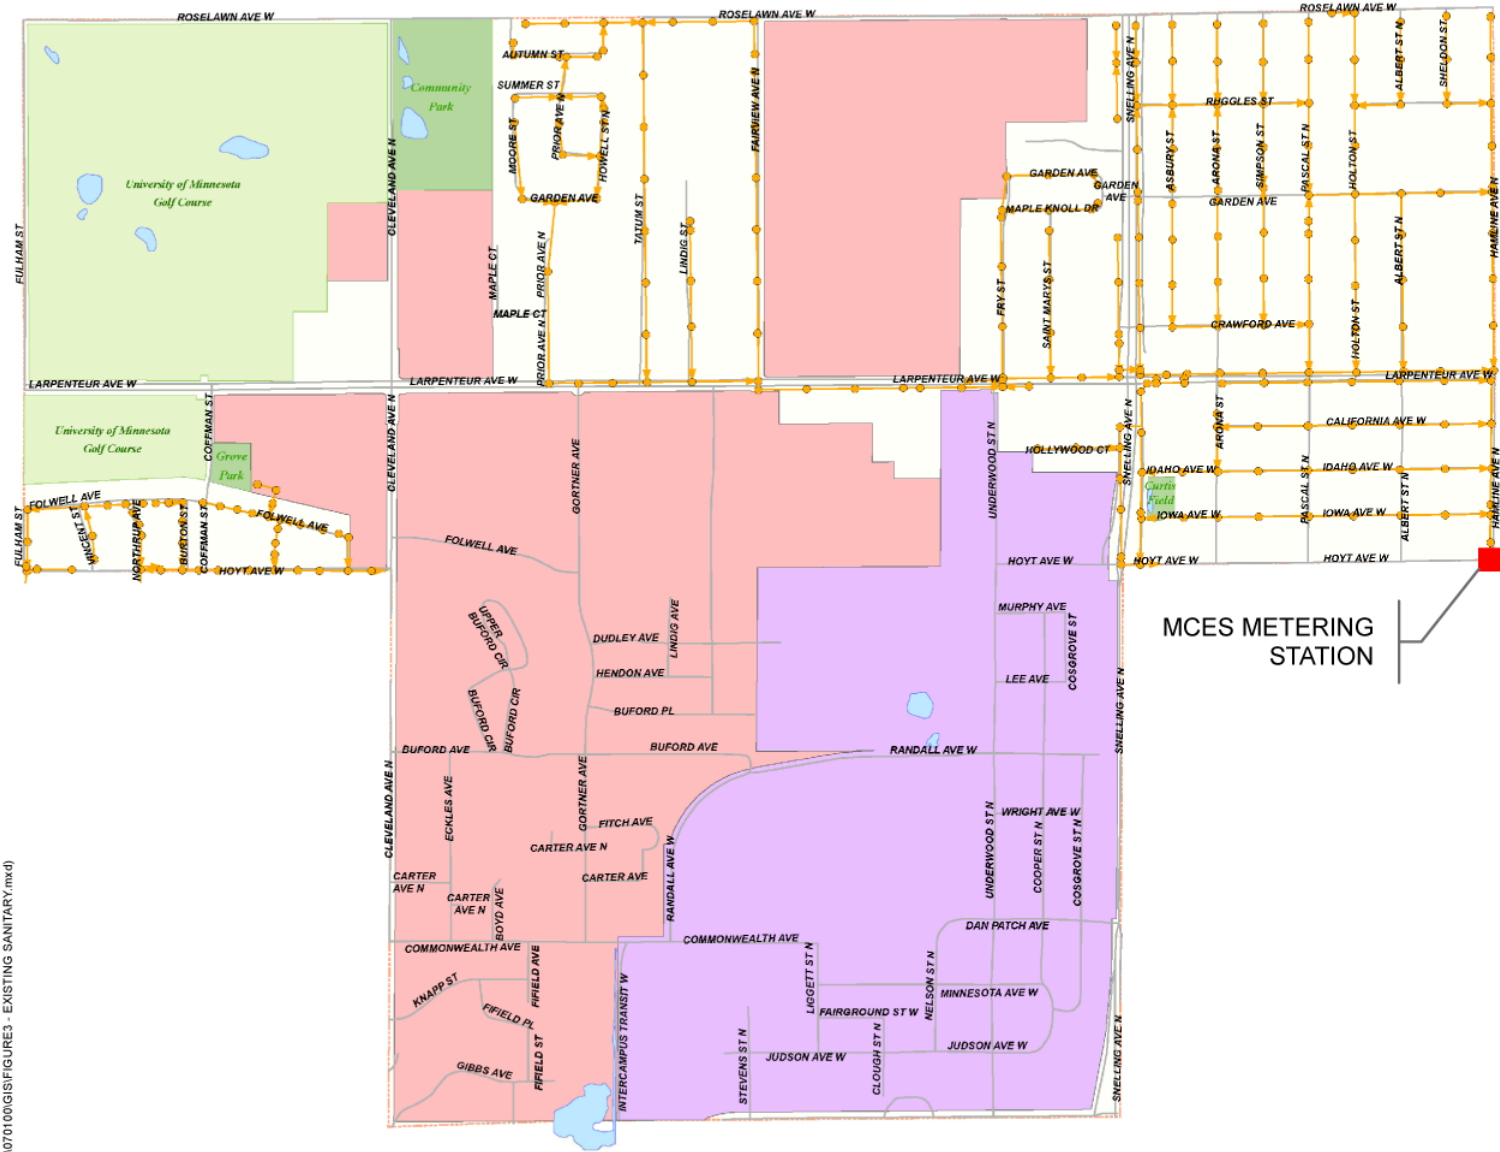 ROSELAWN AVE W
ROSELAWN AVE W
ROSELAWN AVE W
AUTUMN ST
SUMMER ST
Community
Park
MOORE ST
PRIOR AVE N
HOWELL ST N
FAIRVIEW AVE N
SNELLING AVE N
ALBERT ST N
SHELDON ST
RUGGLES ST
ASBURY ST
ARONA ST
SIMPSON ST
PASCAL ST N
HOLTON ST
HAMLINE AVE N
University of Minnesota
Golf Course
CLEVELAND AVE N
FULHAM ST
GARDEN AVE
GARDEN AVE
GARDEN
AVE
GARDEN AVE
MAPLE KNOLL DR
TATUM ST
LINDIG ST
MAPLE CT
MAPLE CT
PRIOR AVE N
PRIOR AVE N
FRY ST
SAINT MARYS ST
CRAWFORD AVE
HOLTON ST
ALBERT ST N
LARPENTEUR AVE W
LARPENTEUR AVE W
LARPENTEUR AVE W
LARPENTEUR AVE W
University of Minnesota
Golf Course
COFFMAN ST
Grove
Park
CLEVELAND AVE N
GORTNER AVE
UNDERWOOD ST N
HOLLYWOOD CT
SNELLING AVE N
ARONA ST
CALIFORNIA AVE W
IDAHO AVE W
IDAHO AVE W
Curtis
Field
IOWA AVE W
IOWA AVE W
PASCAL ST N
ALBERT ST N
HAMLINE AVE N
FOLWELL AVE
FOLWELL AVE
FULHAM ST
VINCENT ST
NORTHRUP AVE
BURTON ST
COFFMAN ST
HOYT AVE W
FOLWELL AVE
HOYT AVE W
HOYT AVE W
HOYT AVE W
MCES METERING
STATION
UPPER
BUFORD CIR
DUDLEY AVE
LINDIG AVE
HENDON AVE
BUFORD PL
BUFORD CIR
BUFORD CIR
MURPHY AVE
COSGROVE ST
LEE AVE
SNELLING AVE N
BUFORD AVE
BUFORD AVE
RANDALL AVE W
CLEVELAND AVE N
ECKLES AVE
GORTNER AVE
FITCH AVE
CARTER AVE N
CARTER AVE
RANDALL AVE W
UNDERWOOD ST N
WRIGHT AVE W
COOPER ST N
COSGROVE ST N
CARTER
AVE N
CARTER
AVE N
BOYD AVE
COMMONWEALTH AVE
COMMONWEALTH AVE
DAN PATCH AVE
KNAPP ST
FIFIELD AVE
FIFIELD PL
FIFIELD ST
GIBBS AVE
INTERCAMPUS TRANSIT W
LIGGETT ST N
NELSON ST N
MINNESOTA AVE W
FAIRGROUND ST W
STEVENS ST N
JUDSON AVE W
JUDSON AVE W
CLOUGH ST N
SNELLING AVE N
\070100\GIS\FIGURE3 - EXISTING SANITARY.mxd)